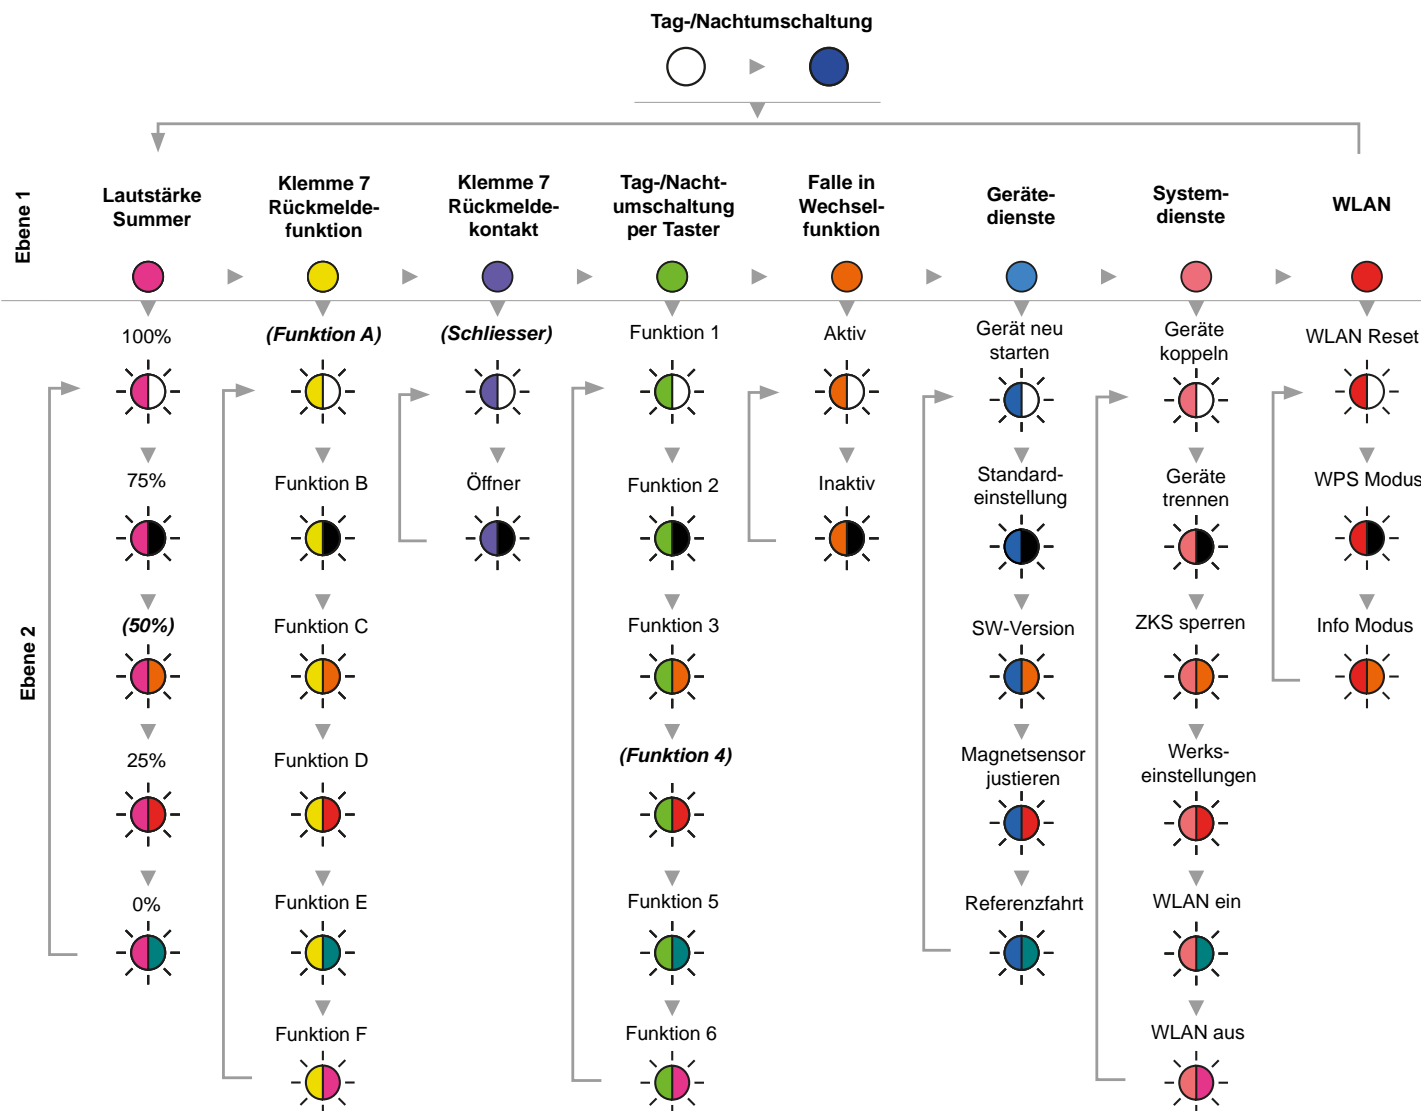 Tag-/Nachtumschaltung
Ebene 1
Lautstärke
Summer
Klemme 7
Rückmelde-
funktion
Klemme 7
Rückmelde-
kontakt
Tag-/Nacht-
umschaltung
per Taster
Falle in
Wechsel-
funktion
Geräte-
dienste
System-
dienste
WLAN
Ebene 2
100%
75%
(50%)
25%
0%
(Funktion A)
Funktion B
Funktion C
Funktion D
Funktion E
Funktion F
(Schliesser)
Öffner
Funktion 1
Funktion 2
Funktion 3
(Funktion 4)
Funktion 5
Funktion 6
Aktiv
Inaktiv
Gerät neu
starten
Standard-
einstellung
SW-Version
Magnetsensor
justieren
Referenzfahrt
Geräte
koppeln
Geräte
trennen
ZKS sperren
Werks-
einstellungen
WLAN ein
WLAN aus
WLAN Reset
WPS Modus
Info Modus